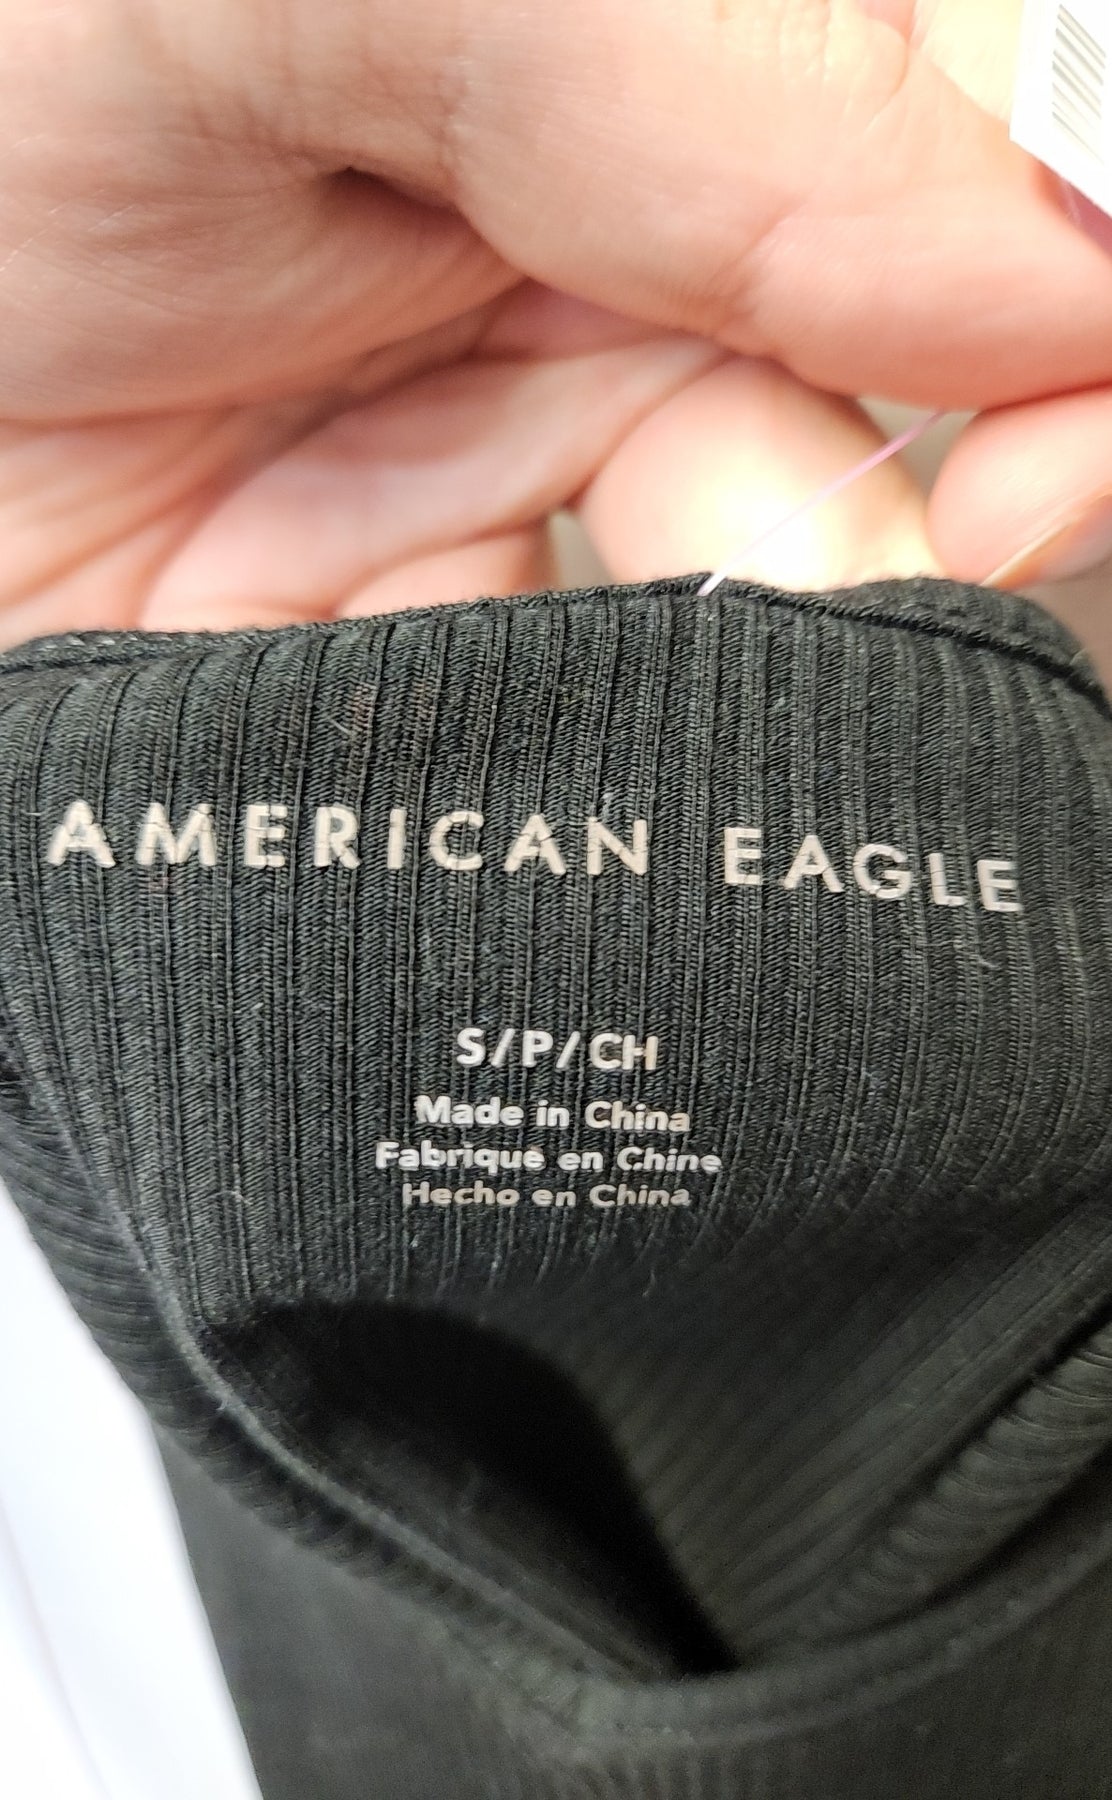 AMERICAN EAGLE
S/P/CH
Made in China
Fabrique en Chine
Hecho en China